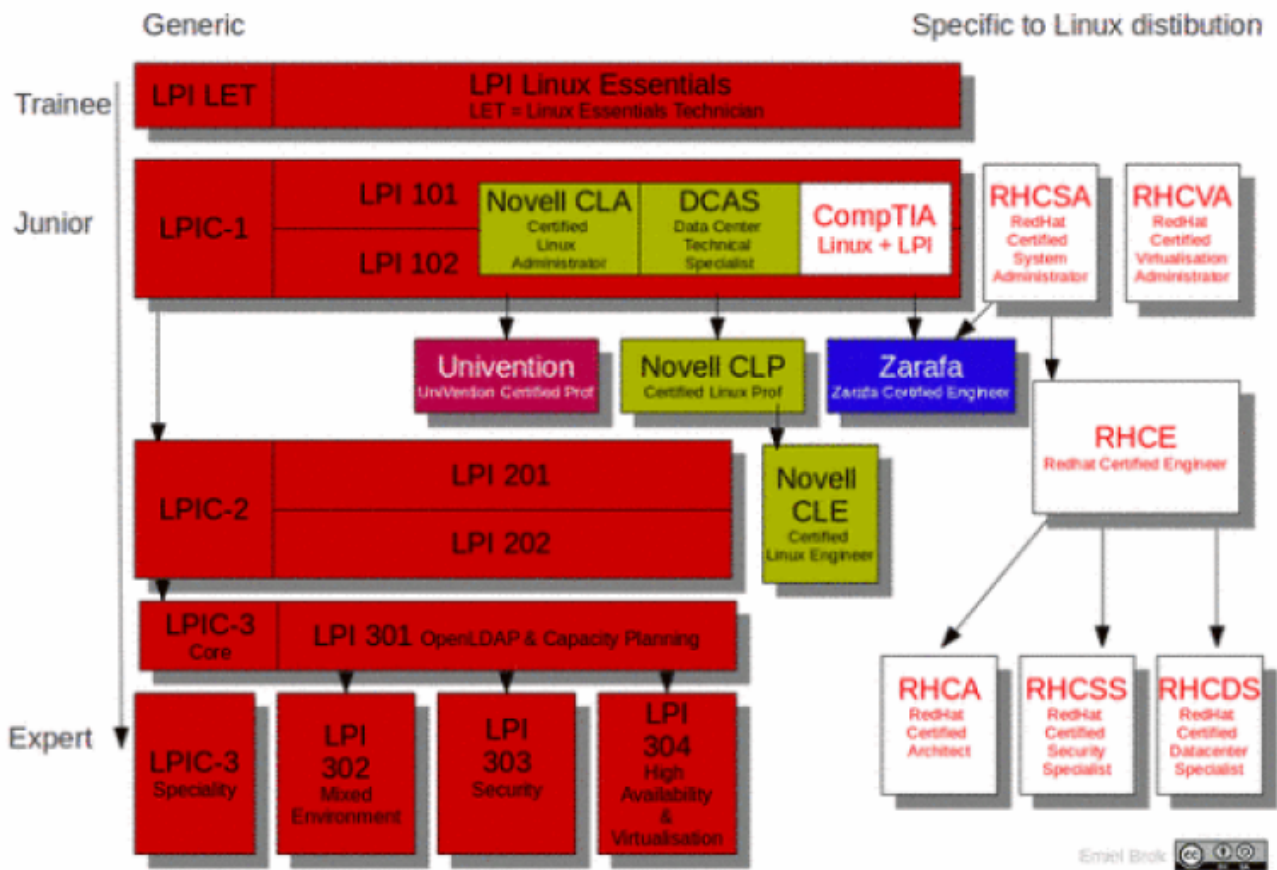 Generic
Specific to Linux distibution
Trainee
LPI LET
LPI Linux Essentials
LET = Linux Essentials Technician
Junior
LPIC-1
LPI 101
LPI 102
Novell CLA
Certified
Linux
Administrator
DCAS
Data Center
Technical
Specialist
CompTIA
Linux + LPI
RHCSA
RedHat
Certified
System
Administrator
RHCVA
RedHat
Certified
Virtualisation
Administrator
Univention
UniVention Certified Prof
Novell CLP
Certified Linux Prof
Zarafa
Zarafa Certified Engineer
RHCE
Redhat Certified Engineer
LPIC-2
LPI 201
LPI 202
Novell
CLE
Certified
Linux Engineer
LPIC-3
Core
LPI 301 OpenLDAP & Capacity Planning
Expert
LPIC-3
Speciality
LPI
302
Mixed
Environment
LPI
303
Security
LPI
304
High
Availability
&
Virtualisation
RHCA
RedHat
Certified
Architect
RHCSS
RedHat
Certified
Security
Specialist
RHCDS
RedHat
Certified
Datacenter
Specialist
Emiel Brok
cc